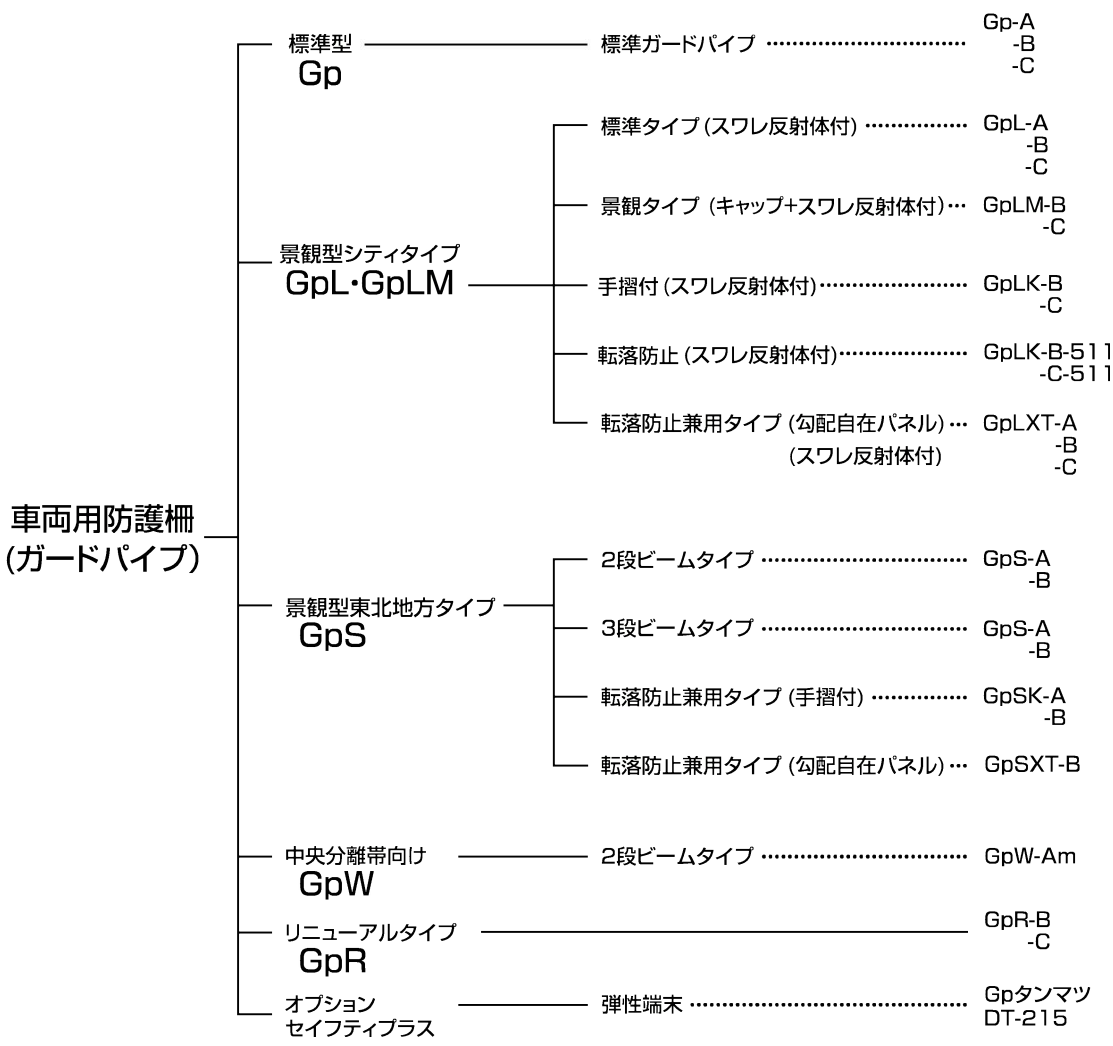 車両用防護柵
(ガードパイプ)
標準型
Gp
標準ガードパイプ ………… Gp-A
-B
-C
景観型シティタイプ
GpL・GpLM
標準タイプ (スワレ反射体付) ………… GpL-A
-B
-C
景観タイプ (キャップ+スワレ反射体付) … GpLM-B
-C
手摺付 (スワレ反射体付) ………… GpLK-B
-C
転落防止 (スワレ反射体付) ………… GpLK-B-511
-C-511
転落防止兼用タイプ (勾配自在パネル) … GpLXT-A
(スワレ反射体付)
-B
-C
景観型東北地方タイプ
GpS
2段ビームタイプ ………… GpS-A
-B
3段ビームタイプ ………… GpS-A
-B
転落防止兼用タイプ (手摺付) ………… GpSK-A
-B
転落防止兼用タイプ (勾配自在パネル) … GpSXT-B
中央分離帯向け
GpW
2段ビームタイプ ………… GpW-Am
リニューアルタイプ
GpR
GpR-B
-C
オプション
セイフティプラス
弾性端末 ………… Gpタンマツ
DT-215